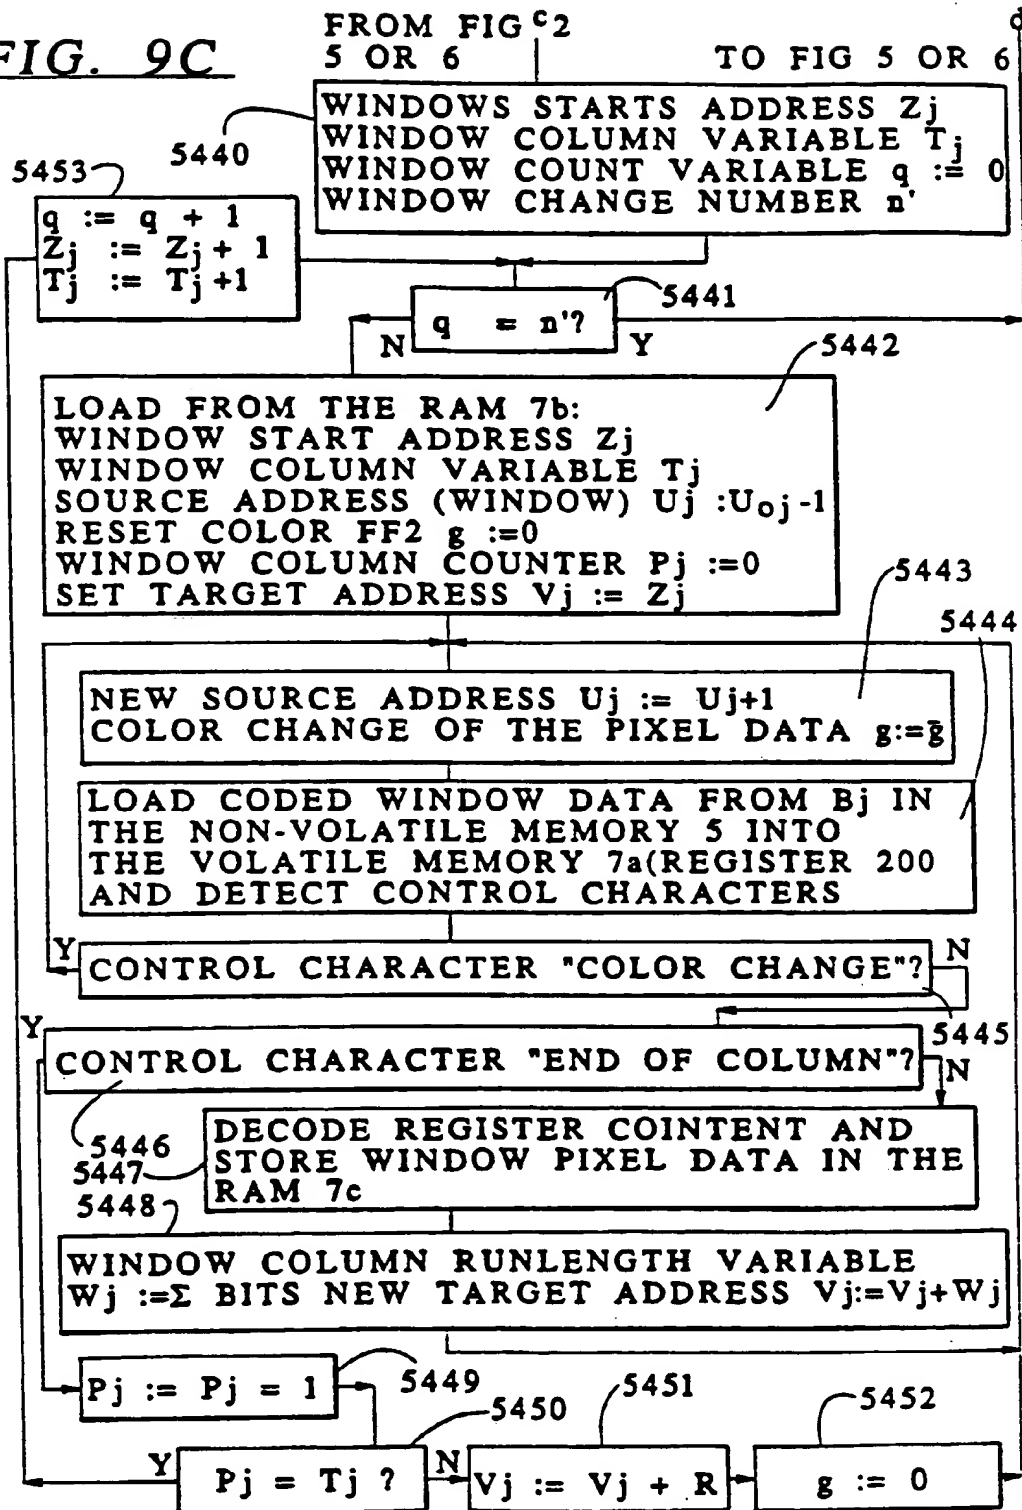 FIG. 9C
FROM FIG c2
5 OR 6
TO FIG 5 OR 6
d
5440
WINDOWS STARTS ADDRESS Zj
WINDOW COLUMN VARIABLE Tj
WINDOW COUNT VARIABLE q := 0
WINDOW CHANGE NUMBER n'
5453
q := q + 1
Zj := Zj + 1
Tj := Tj +1
5441
q = n'?
N
Y
5442
LOAD FROM THE RAM 7b:
WINDOW START ADDRESS Zj
WINDOW COLUMN VARIABLE Tj
SOURCE ADDRESS (WINDOW) Uj :Uoj-1
RESET COLOR FF2 g :=0
WINDOW COLUMN COUNTER Pj :=0
SET TARGET ADDRESS Vj := Zj
5443
5444
NEW SOURCE ADDRESS Uj := Uj+1
COLOR CHANGE OF THE PIXEL DATA g:=ḡ
LOAD CODED WINDOW DATA FROM Bj IN
THE NON-VOLATILE MEMORY 5 INTO
THE VOLATILE MEMORY 7a(REGISTER 200
AND DETECT CONTROL CHARACTERS
Y
CONTROL CHARACTER "COLOR CHANGE"?
N
5445
Y
CONTROL CHARACTER "END OF COLUMN"?
N
5446
5447
DECODE REGISTER COINTENT AND
STORE WINDOW PIXEL DATA IN THE
RAM 7c
5448
WINDOW COLUMN RUNLENGTH VARIABLE
Wj :=Σ BITS NEW TARGET ADDRESS Vj:=Vj+Wj
Pj := Pj = 1
5449
5450
5451
5452
Y
Pj = Tj ?
N
Vj := Vj + R
g := 0